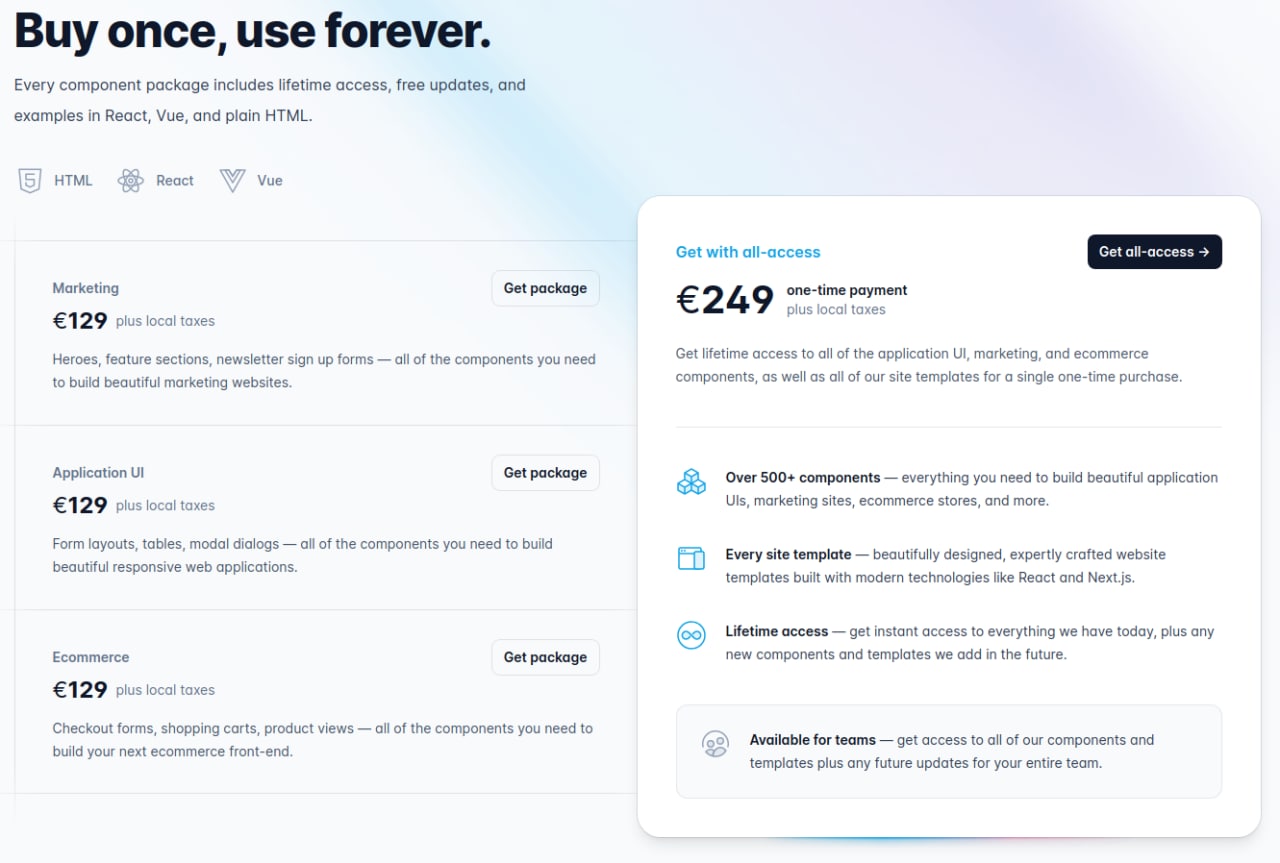 Buy once, use forever.
Every component package includes lifetime access, free updates, and
examples in React, Vue, and plain HTML.
HTML
React
Vue
Marketing
Get package
€129 plus local taxes
Heroes, feature sections, newsletter sign up forms — all of the components you need
to build beautiful marketing websites.
Application UI
Get package
€129 plus local taxes
Form layouts, tables, modal dialogs — all of the components you need to build
beautiful responsive web applications.
Ecommerce
Get package
€129 plus local taxes
Checkout forms, shopping carts, product views — all of the components you need to
build your next ecommerce front-end.
Get with all-access
Get all-access →
€249
one-time payment
plus local taxes
Get lifetime access to all of the application UI, marketing, and ecommerce
components, as well as all of our site templates for a single one-time purchase.
Over 500+ components — everything you need to build beautiful application
UIs, marketing sites, ecommerce stores, and more.
Every site template — beautifully designed, expertly crafted website
templates built with modern technologies like React and Next.js.
Lifetime access — get instant access to everything we have today, plus any
new components and templates we add in the future.
Available for teams — get access to all of our components and
templates plus any future updates for your entire team.